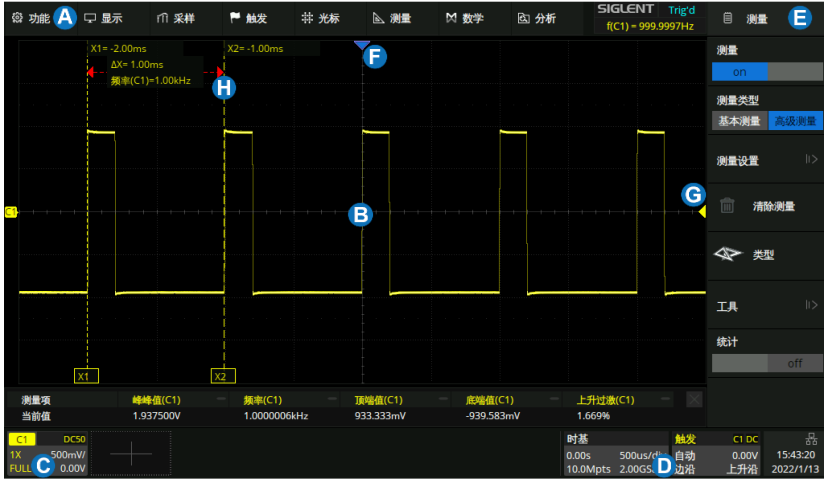 功能 A 显示 采样 触发 光标 测量 数学 分析 SIGLENT Trig'd 测量 E
f(C1) = 999.9997Hz
X1= -2.00ms X2= -1.00ms F
ΔX= 1.00ms
频率(C1)=1.00kHz H
测量
on
测量类型
基本测量 高级测量
测量设置
G
清除测量
C1 B
类型
工具
统计
off
X1 X2
测量项 峰峰值(C1) 频率(C1) 顶端值(C1) 底端值(C1) 上升过激(C1)
当前值 1.937500V 1.0000006kHz 933.333mV -939.583mV 1.669%
C1 DC50 时基 触发 C1 DC
1X 500mV/ 0.00s 500us/div 自动 0.00V 15:43:20
FULL C 0.00V 10.0Mpts 2.00GSa D 边沿 上升沿 2022/1/13